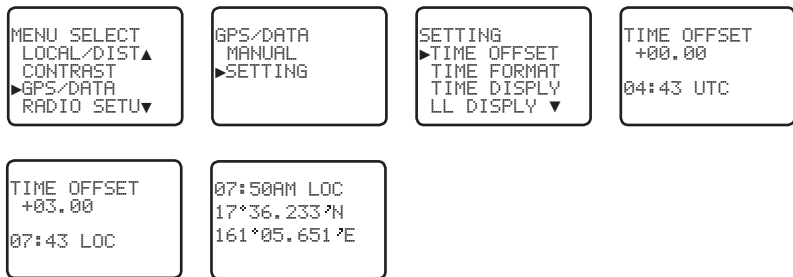 MENU SELECT
LOCAL/DIST▲
CONTRAST
►GPS/DATA
RADIO SETU▼
GPS/DATA
MANUAL
►SETTING
SETTING
►TIME OFFSET
TIME FORMAT
TIME DISPLY
LL DISPLY ▼
TIME OFFSET
+00.00
04:43 UTC
TIME OFFSET
+03.00
07:43 LOC
07:50AM LOC
17°36.233'N
161°05.651'E